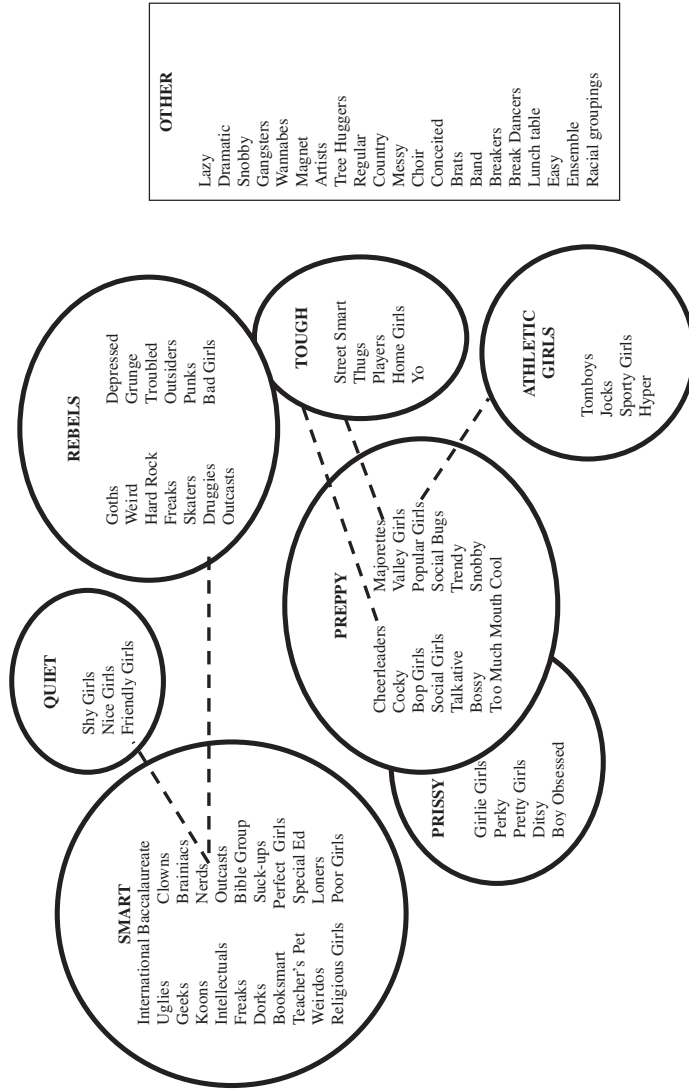 SMART
International Baccalaureate
Uglies Clowns
Geeks Brainiacs
Koons Nerds
Intellectuals Outcasts
Freaks Bible Group
Dorks Suck-ups
Booksmart Perfect Girls
Teacher's Pet Special Ed
Weirdos Loners
Religious Girls Poor Girls
QUIET
Shy Girls
Nice Girls
Friendly Girls
REBELS
Goths Depressed
Weird Grunge
Hard Rock Troubled
Freaks Outsiders
Skaters Punks
Druggies Bad Girls
Outcasts
PRISSY
Girlie Girls
Perky
Pretty Girls
Ditsy
Boy Obsessed
PREPPY
Cheerleaders Majorettes
Cocky Valley Girls
Bop Girls Popular Girls
Social Girls Social Bugs
Talkative Trendy
Bossy Snobby
Too Much Mouth Cool
TOUGH
Street Smart
Thugs
Players
Home Girls
Yo
ATHLETIC
GIRLS
Tomboys
Jocks
Sporty Girls
Hyper
OTHER
Lazy
Dramatic
Snobby
Gangsters
Wannabes
Magnet
Artists
Tree Huggers
Regular
Country
Messy
Choir
Conceited
Brats
Band
Breakers
Break Dancers
Lunch table
Easy
Ensemble
Racial groupings